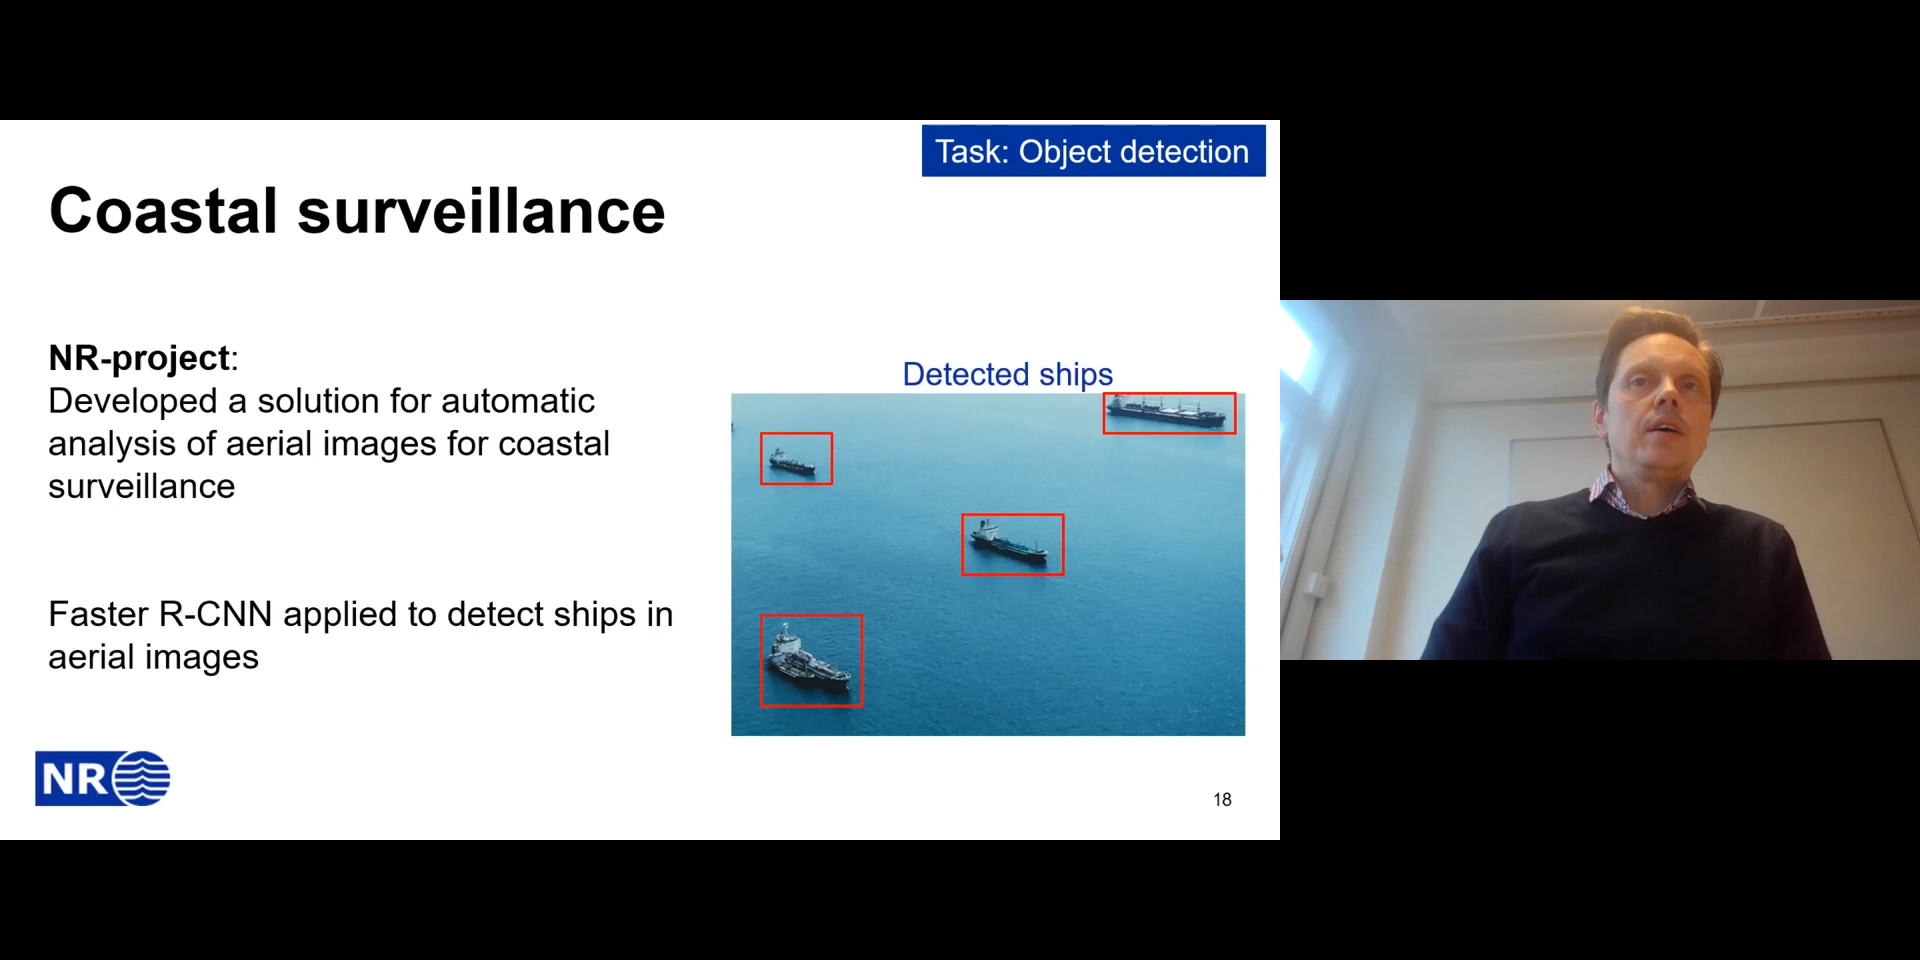 Task: Object detection
Coastal surveillance
NR-project:
Developed a solution for automatic
analysis of aerial images for coastal
surveillance
Faster R-CNN applied to detect ships in
aerial images
Detected ships
NR
18